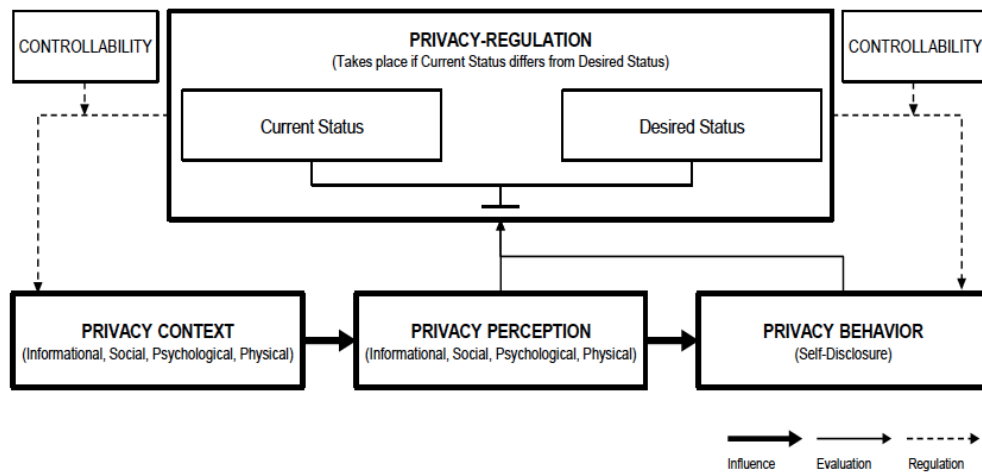 CONTROLLABILITY
PRIVACY-REGULATION
(Takes place if Current Status differs from Desired Status)
CONTROLLABILITY
Current Status
Desired Status
PRIVACY CONTEXT
(Informational, Social, Psychological, Physical)
PRIVACY PERCEPTION
(Informational, Social, Psychological, Physical)
PRIVACY BEHAVIOR
(Self-Disclosure)
Influence
Evaluation
Regulation